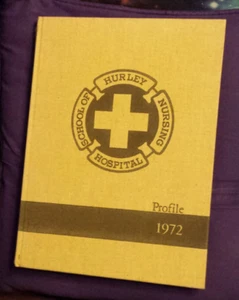 HURLEY
SCHOOL OF
NURSING
HOSPITAL
Profile
1972